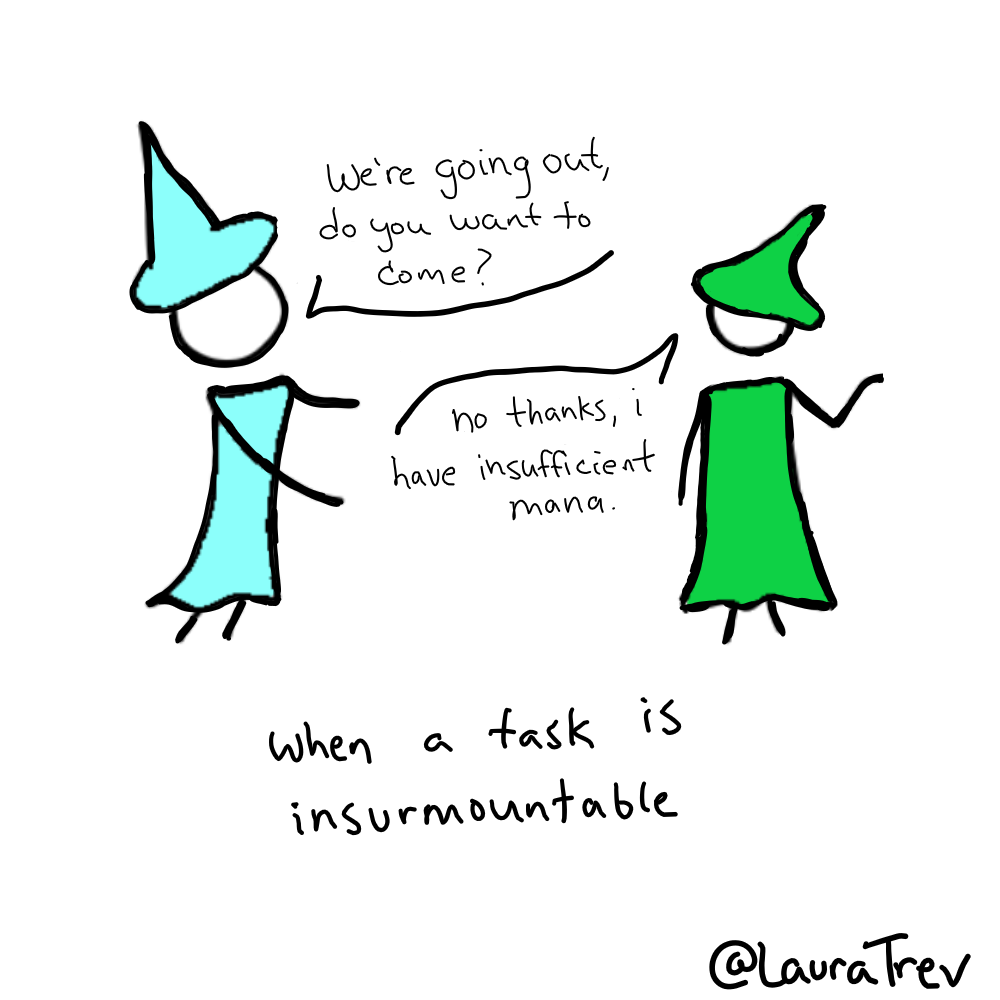 We're going out,
do you want to
come?
no thanks, i
have insufficient
mana.
when a task is
insurmountable
@LauraTrev